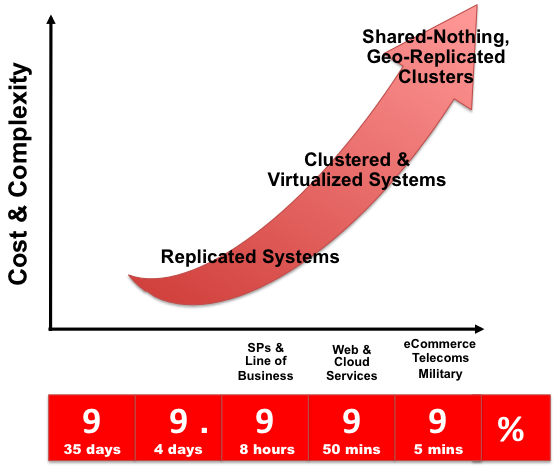 Shared-Nothing,
Geo-Replicated
Clusters
Clustered &
Virtualized Systems
Replicated Systems
Cost & Complexity
SPs &
Line of
Business
Web &
Cloud
Services
eCommerce
Telecoms
Military
9 9 . 9 9 9 %
35 days 4 days 8 hours 50 mins 5 mins